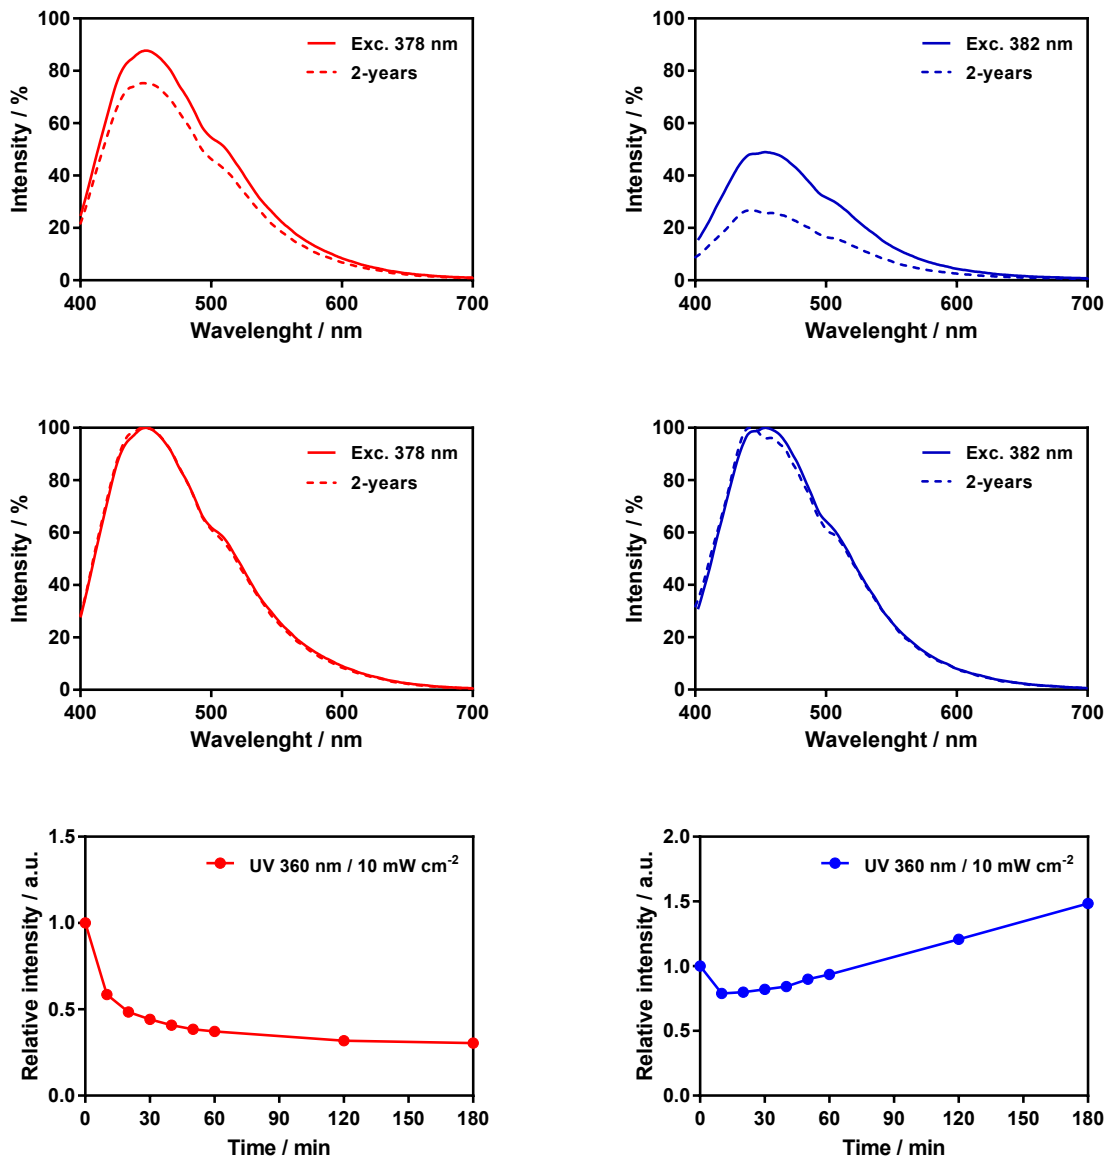 Exc. 378 nm
2-years
Intensity / %
100
80
60
40
20
0
400
500
600
700
Wavelenght / nm
Exc. 382 nm
2-years
Intensity / %
100
80
60
40
20
0
400
500
600
700
Wavelenght / nm
Exc. 378 nm
2-years
Intensity / %
100
80
60
40
20
0
400
500
600
700
Wavelenght / nm
Exc. 382 nm
2-years
Intensity / %
100
80
60
40
20
0
400
500
600
700
Wavelenght / nm
UV 360 nm / 10 mW cm⁻²
Relative intensity / a.u.
1.5
1.0
0.5
0.0
0
30
60
90
120
150
180
Time / min
UV 360 nm / 10 mW cm⁻²
Relative intensity / a.u.
2.0
1.5
1.0
0.5
0.0
0
30
60
90
120
150
180
Time / min